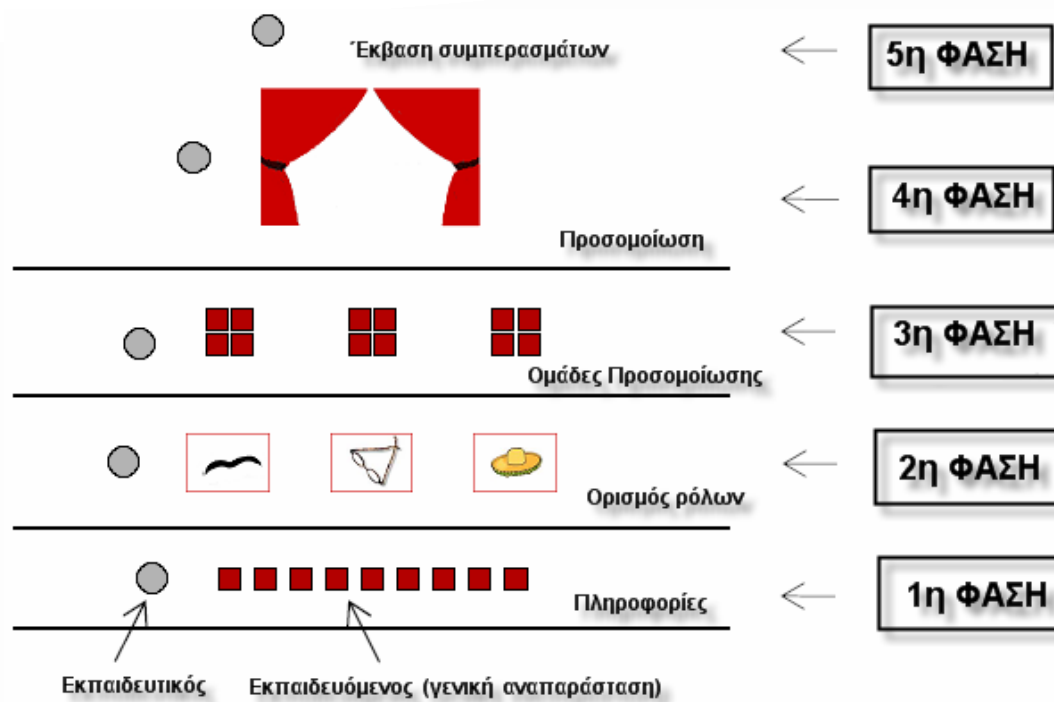 Έκβαση συμπερασμάτων
5η ΦΑΣΗ
4η ΦΑΣΗ
Προσομοίωση
3η ΦΑΣΗ
Ομάδες Προσομοίωσης
2η ΦΑΣΗ
Ορισμός ρόλων
1η ΦΑΣΗ
Πληροφορίες
Εκπαιδευτικός
Εκπαιδευόμενος (γενική αναπαράσταση)